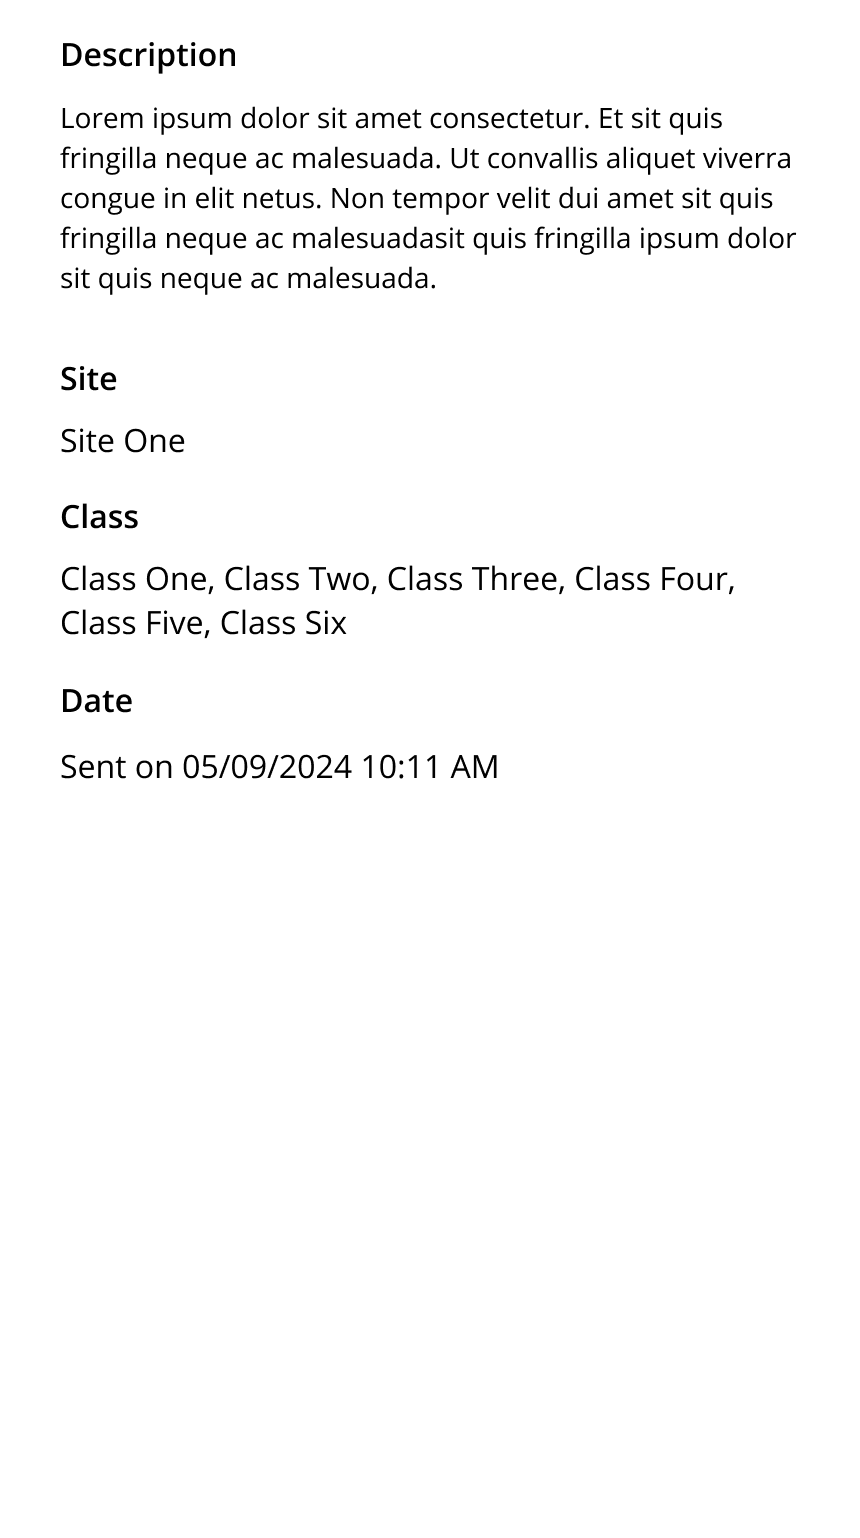 Description
Lorem ipsum dolor sit amet consectetur. Et sit quis
fringilla neque ac malesuada. Ut convallis aliquet viverra
congue in elit netus. Non tempor velit dui amet sit quis
fringilla neque ac malesuadasit quis fringilla ipsum dolor
sit quis neque ac malesuada.
Site
Site One
Class
Class One, Class Two, Class Three, Class Four,
Class Five, Class Six
Date
Sent on 05/09/2024 10:11 AM